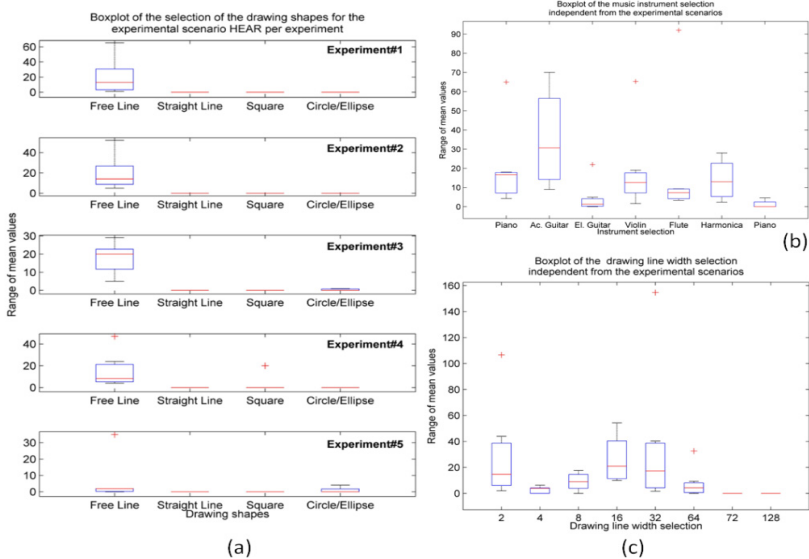 Boxplot of the selection of the drawing shapes for the
experimental scenario HEAR per experiment
Range of mean values
60
40
20
0
Experiment#1
Free Line Straight Line Square Circle/Ellipse
40
20
0
Experiment#2
Free Line Straight Line Square Circle/Ellipse
30
20
10
0
Experiment#3
Free Line Straight Line Square Circle/Ellipse
40
20
0
Experiment#4
Free Line Straight Line Square Circle/Ellipse
30
20
10
0
Experiment#5
Free Line Straight Line Square Circle/Ellipse
Drawing shapes
(a)
Boxplot of the music instrument selection
independent from the experimental scenarios
Range of mean values
90
80
70
60
50
40
30
20
10
0
Piano Ac. Guitar El. Guitar Violin Flute Harmonica Piano
Instrument selection
(b)
Boxplot of the drawing line width selection
independent from the experimental scenarios
Range of mean values
160
140
120
100
80
60
40
20
0
2 4 8 16 32 64 72 128
Drawing line width selection
(c)